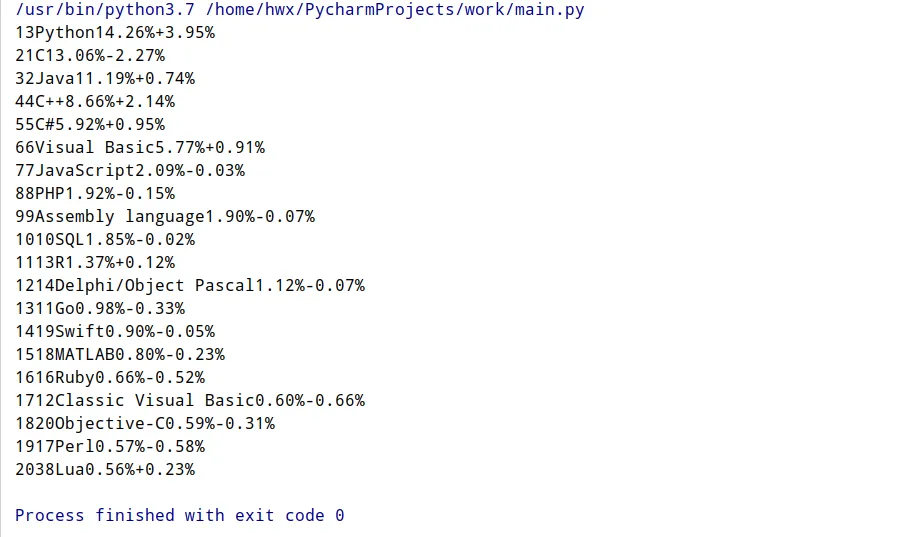 /usr/bin/python3.7 /home/hwx/PycharmProjects/work/main.py
13Python14.26%+3.95%
21C13.06%-2.27%
32Java11.19%+0.74%
44C++8.66%+2.14%
55C#5.92%+0.95%
66Visual Basic5.77%+0.91%
77JavaScript2.09%-0.03%
88PHP1.92%-0.15%
99Assembly language1.90%-0.07%
1010SQL1.85%-0.02%
1113R1.37%+0.12%
1214Delphi/Object Pascal1.12%-0.07%
1311Go0.98%-0.33%
1419Swift0.90%-0.05%
1518MATLAB0.80%-0.23%
1616Ruby0.66%-0.52%
1712Classic Visual Basic0.60%-0.66%
1820Objective-C0.59%-0.31%
1917Perl0.57%-0.58%
2038Lua0.56%+0.23%
Process finished with exit code 0